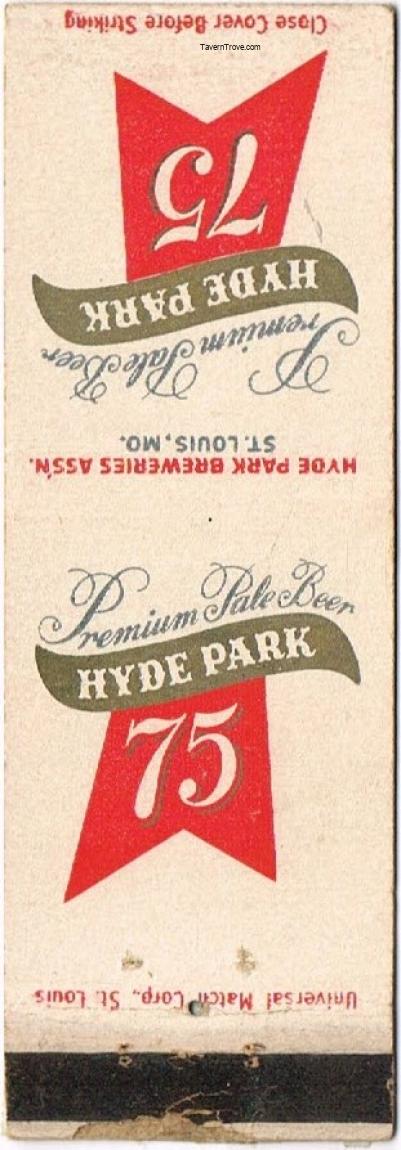 Close Cover Before Striking
TavernTrove.com
75
HYDE PARK
Premium Pale Beer
ST. LOUIS, MO.
HYDE PARK BREWERIES ASS'N.
Premium Pale Beer
HYDE PARK
75
Universal Match Corp., St. Louis